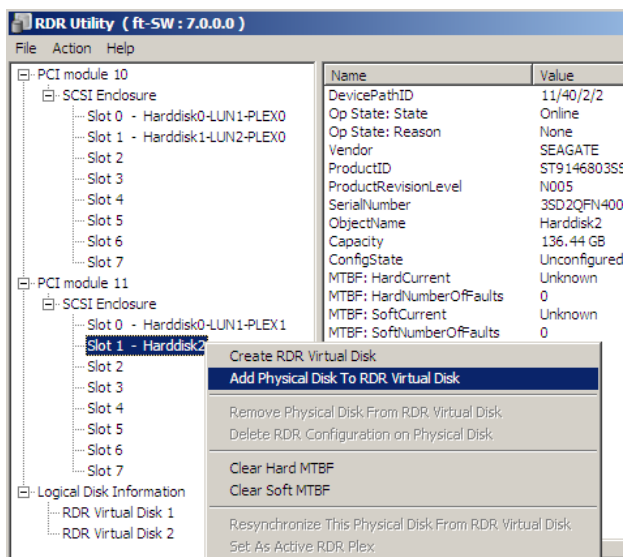 RDR Utility ( ft-SW : 7.0.0.0 )
File Action Help
PCI module 10
SCSI Enclosure
Slot 0 - Harddisk0-LUN1-PLEX0
Slot 1 - Harddisk1-LUN2-PLEX0
Slot 2
Slot 3
Slot 4
Slot 5
Slot 6
Slot 7
PCI module 11
SCSI Enclosure
Slot 0 - Harddisk0-LUN1-PLEX1
Slot 1 - Harddisk2
Slot 2
Slot 3
Slot 4
Slot 5
Slot 6
Slot 7
Logical Disk Information
RDR Virtual Disk 1
RDR Virtual Disk 2
Name Value
DevicePathID 11/40/2/2
Op State: State Online
Op State: Reason None
Vendor SEAGATE
ProductID ST9146803SS
ProductRevisionLevel N005
SerialNumber 3SD2QFN400
ObjectName Harddisk2
Capacity 136.44 GB
ConfigState Unconfigured
MTBF: HardCurrent Unknown
MTBF: HardNumberOfFaults 0
MTBF: SoftCurrent Unknown
MTBF: SoftNumberOfFaults 0
Create RDR Virtual Disk
Add Physical Disk To RDR Virtual Disk
Remove Physical Disk From RDR Virtual Disk
Delete RDR Configuration on Physical Disk
Clear Hard MTBF
Clear Soft MTBF
Resynchronize This Physical Disk From RDR Virtual Disk
Set As Active RDR Plex